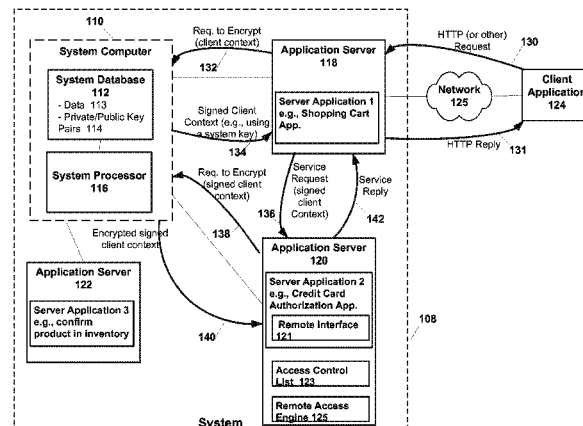 110
System Computer
System Database
112
- Data 113
- Private/Public Key
Pairs 114
System Processor
116
Req. to Encrypt
(client context)
132
Signed Client
Context (e.g., using
a system key)
134
Req. to Encrypt
(signed client
context)
138
Encrypted signed
client context
140
Application Server
118
Server Application 1
e.g., Shopping Cart
App.
HTTP (or other)
Request
130
Network
125
Client
Application
124
HTTP Reply
131
Service
Request
(signed
client
Context)
136
Service
Reply
142
Application Server
122
Server Application 3
e.g., confirm
product in inventory
Application Server
120
Server Application 2
e.g., Credit Card
Authorization App.
Remote Interface
121
Access Control
List 123
Remote Access
Engine 125
108
System